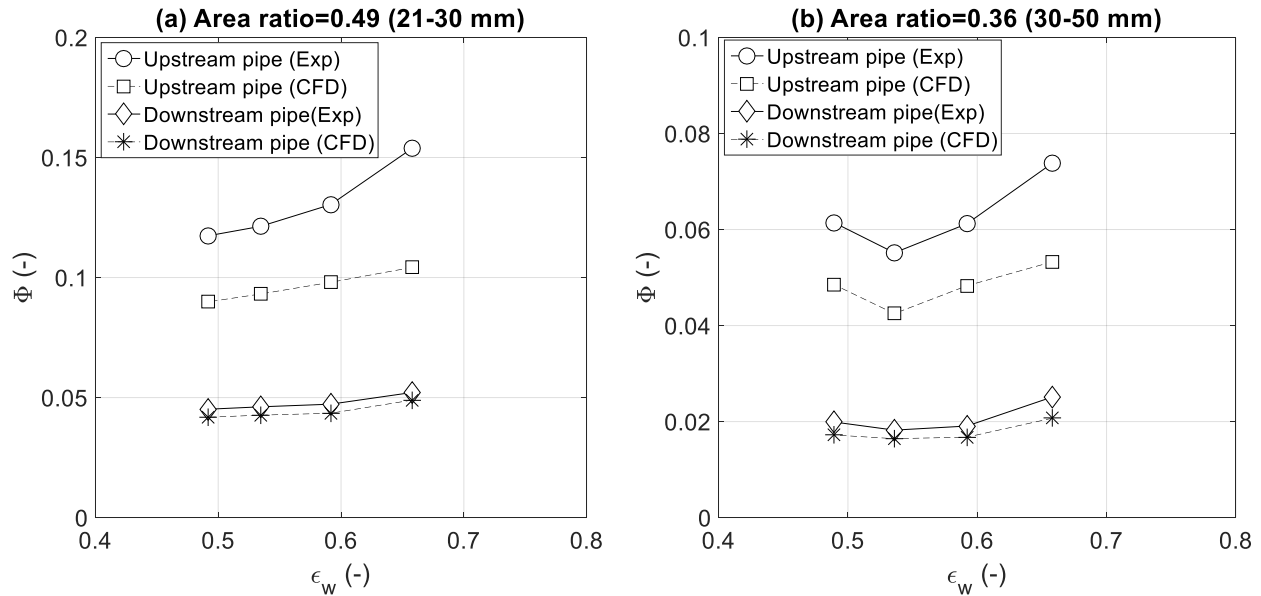 (a) Area ratio=0.49 (21-30 mm)
0.2
0.15
0.1
0.05
0
Φ (-)
Upstream pipe (Exp)
Upstream pipe (CFD)
Downstream pipe(Exp)
Downstream pipe (CFD)
0.4 0.5 0.6 0.7 0.8
ϵw (-)
(b) Area ratio=0.36 (30-50 mm)
0.1
0.08
0.06
0.04
0.02
0
Φ (-)
Upstream pipe (Exp)
Upstream pipe (CFD)
Downstream pipe(Exp)
Downstream pipe (CFD)
0.4 0.5 0.6 0.7 0.8
ϵw (-)